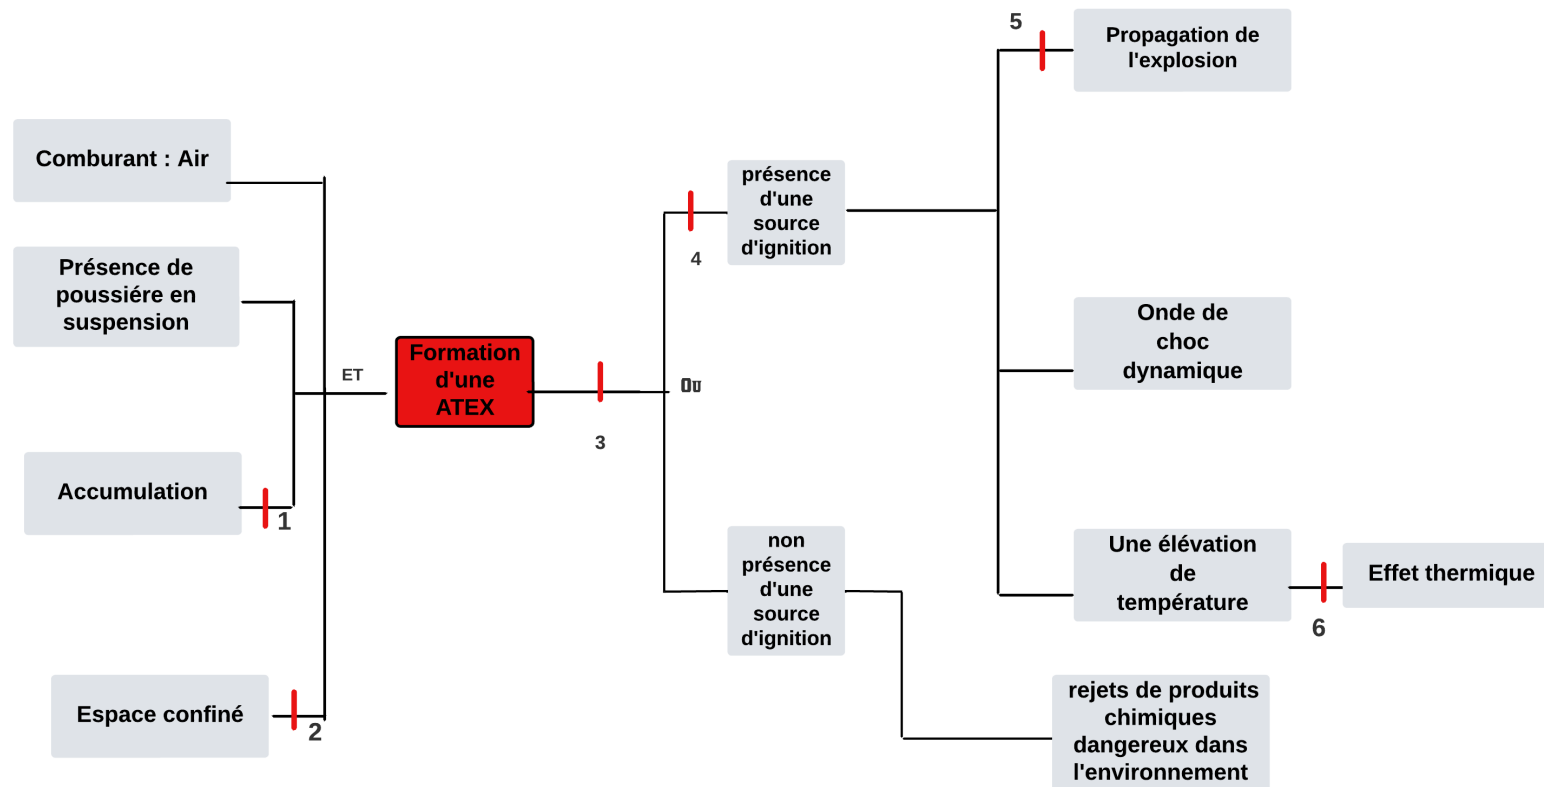 5
Propagation de
l'explosion
Comburant : Air
présence
d'une
source
d'ignition
4
Présence de
poussiére en
suspension
Onde de
choc
dynamique
ET
Formation
d'une
ATEX
Ou
3
Accumulation
1
non
présence
d'une
source
d'ignition
Une élévation
de
température
Effet thermique
6
Espace confiné
2
rejets de produits
chimiques
dangereux dans
l'environnement